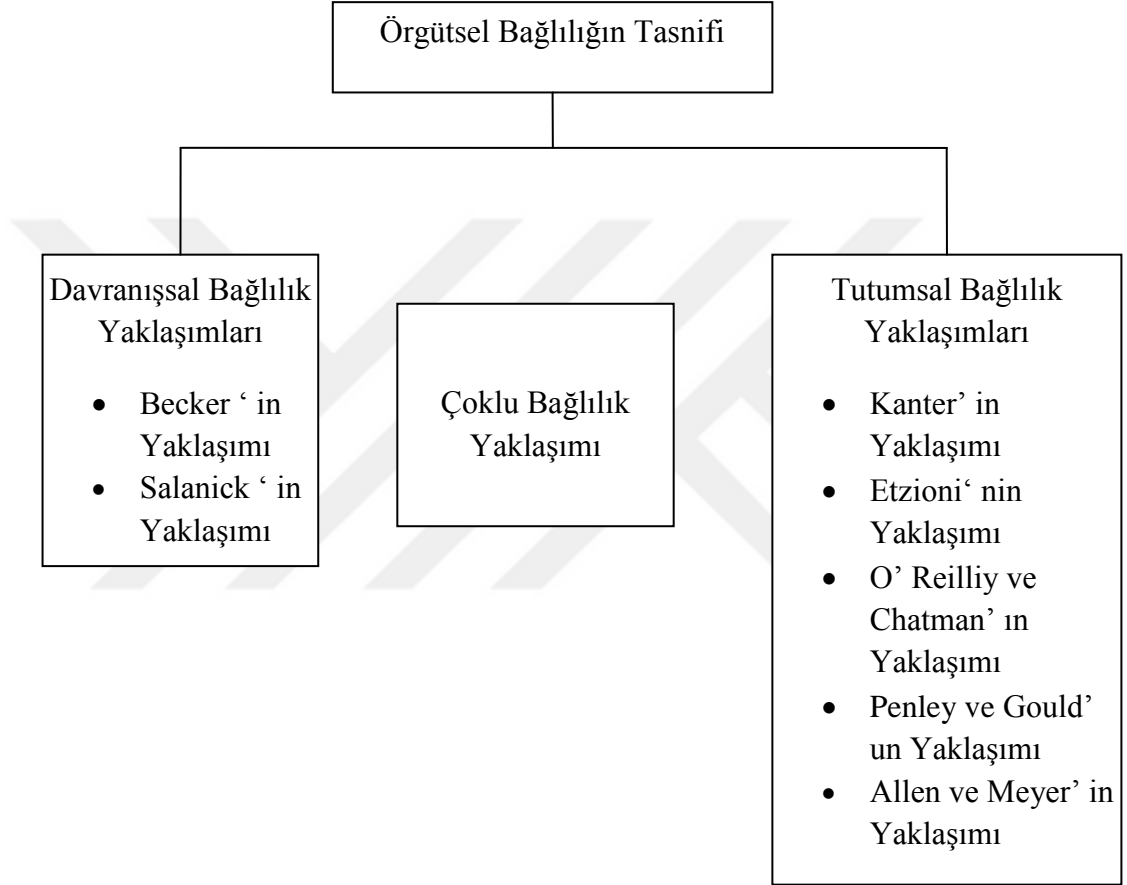 Örgütsel Bağlılığın Tasnifi
Davranışsal Bağlılık
Yaklaşımları
• Becker ‘ in
Yaklaşımı
• Salanick ‘ in
Yaklaşımı
Çoklu Bağlılık
Yaklaşımı
Tutumsal Bağlılık
Yaklaşımları
• Kanter’ in
Yaklaşımı
• Etzioni‘ nin
Yaklaşımı
• O’ Reilliy ve
Chatman’ ın
Yaklaşımı
• Penley ve Gould’
un Yaklaşımı
• Allen ve Meyer’ in
Yaklaşımı